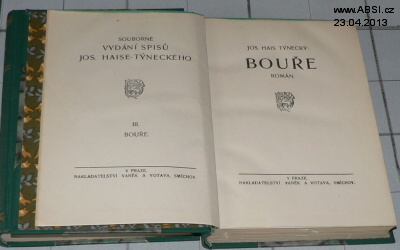 www.ABSI.cz
23.04.2013
SOUBORNÉ
VYDÁNÍ SPISŮ
JOS. HAISE-TÝNECKÉHO.
III.
BOUŘE.
V PRAZE.
NAKLADATELSTVÍ VANĚK A VOTAVA, SMÍCHOV.
JOS. HAIS TÝNECKÝ:
BOUŘE
ROMÁN.
V PRAZE.
NAKLADATELSTVÍ VANĚK A VOTAVA, SMÍCHOV.